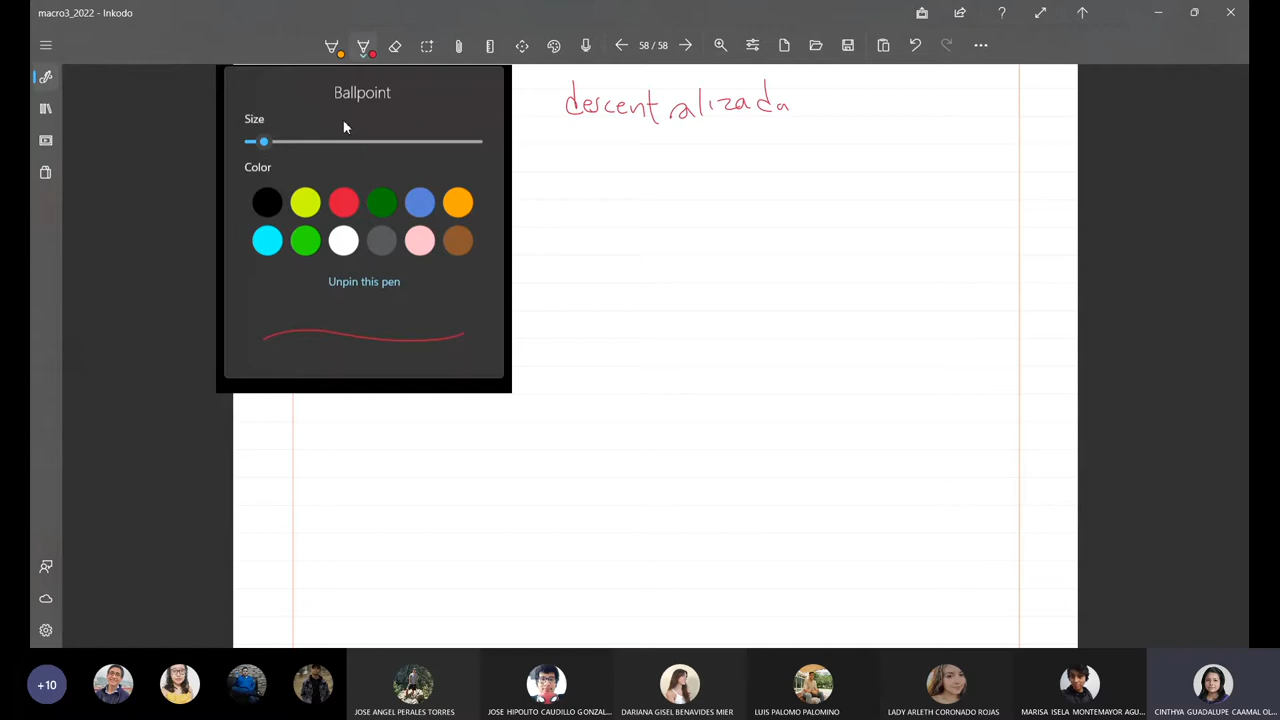 macro3_2022 - Inkodo
58 / 58
Ballpoint
Size
Color
Unpin this pen
descentralizada
+10
JOSE ANGEL PERALES TORRES
JOSE HIPOLITO CAUDILLO GONZAL...
DARIANA GISEL BENAVIDES MIER
LUIS PALOMO PALOMINO
LADY ARLETH CORONADO ROJAS
MARISA ISELA MONTEMAYOR AGU...
CINTHYA GUADALUPE CAAMAL OL...